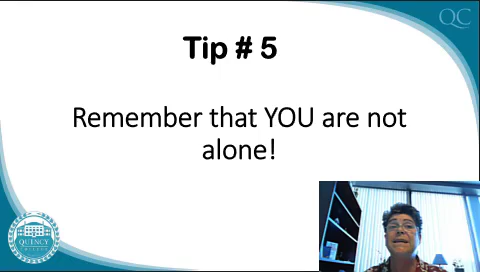 QC
Tip # 5
Remember that YOU are not
alone!
QUINCY
COLLEGE